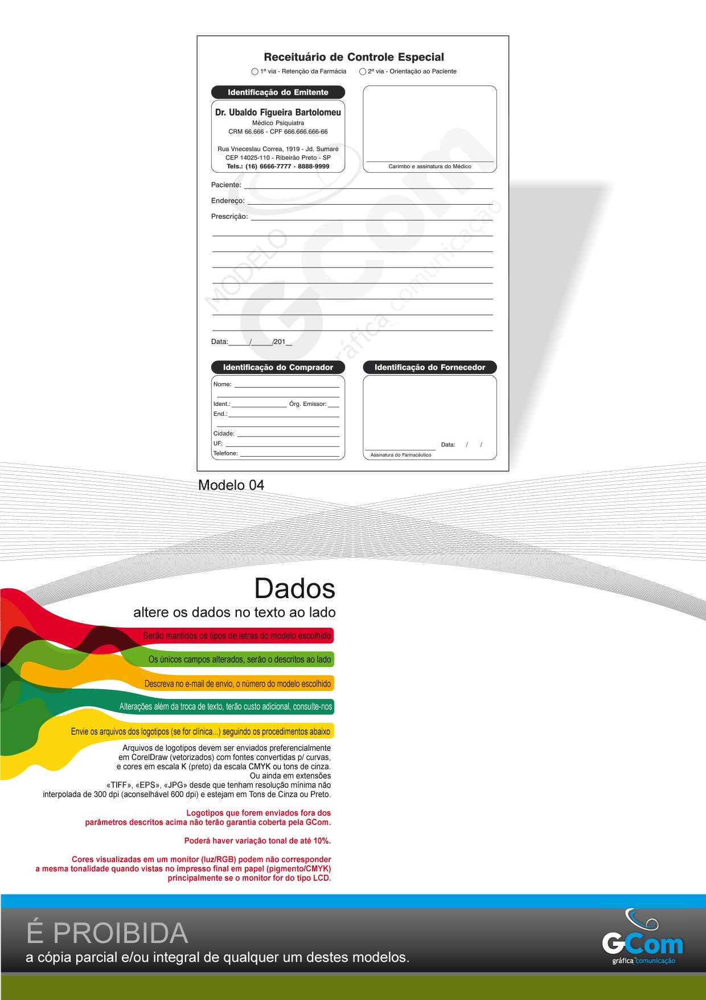 Receituário de Controle Especial
1ª via - Retenção da Farmácia 2ª via - Orientação ao Paciente
Identificação do Emitente
Dr. Ubaldo Figueira Bartolomeu
Médico Psiquiatra
CRM 66.666 - CPF 666.666.666-66
Rua Vneceslau Correa, 1919 - Jd. Sumaré
CEP 14025-110 - Ribeirão Preto - SP
Tels.: (16) 6666-7777 - 8888-9999
Carimbo e assinatura do Médico
Paciente:
Endereço:
Prescrição:
MODELO
GCom
gráfica comunicação
Data:______/______/201__
Identificação do Comprador
Nome:
Ident.: Órg. Emissor:
End.:
Cidade:
UF:
Telefone:
Identificação do Fornecedor
Data: / /
Assinatura do Farmacêutico
Modelo 04
Dados
altere os dados no texto ao lado
Serão mantidos os tipos de letras do modelo escolhido
Os únicos campos alterados, serão o descritos ao lado
Descreva no e-mail de envio, o número do modelo escolhido
Alterações além da troca de texto, terão custo adicional, consulte-nos
Envie os arquivos dos logotipos (se for clínica...) seguindo os procedimentos abaixo
Arquivos de logotipos devem ser enviados preferencialmente
em CorelDraw (vetorizados) com fontes convertidas p/ curvas,
e cores em escala K (preto) da escala CMYK ou tons de cinza.
Ou ainda em extensões
«TIFF», «EPS», «JPG» desde que tenham resolução mínima não
interpolada de 300 dpi (aconselhável 600 dpi) e estejam em Tons de Cinza ou Preto.
Logotipos que forem enviados fora dos
parâmetros descritos acima não terão garantia coberta pela GCom.
Poderá haver variação tonal de até 10%.
Cores visualizadas em um monitor (luz/RGB) podem não corresponder
a mesma tonalidade quando vistas no impresso final em papel (pigmento/CMYK)
principalmente se o monitor for do tipo LCD.
É PROIBIDA
a cópia parcial e/ou integral de qualquer um destes modelos.
GCom
gráfica comunicação